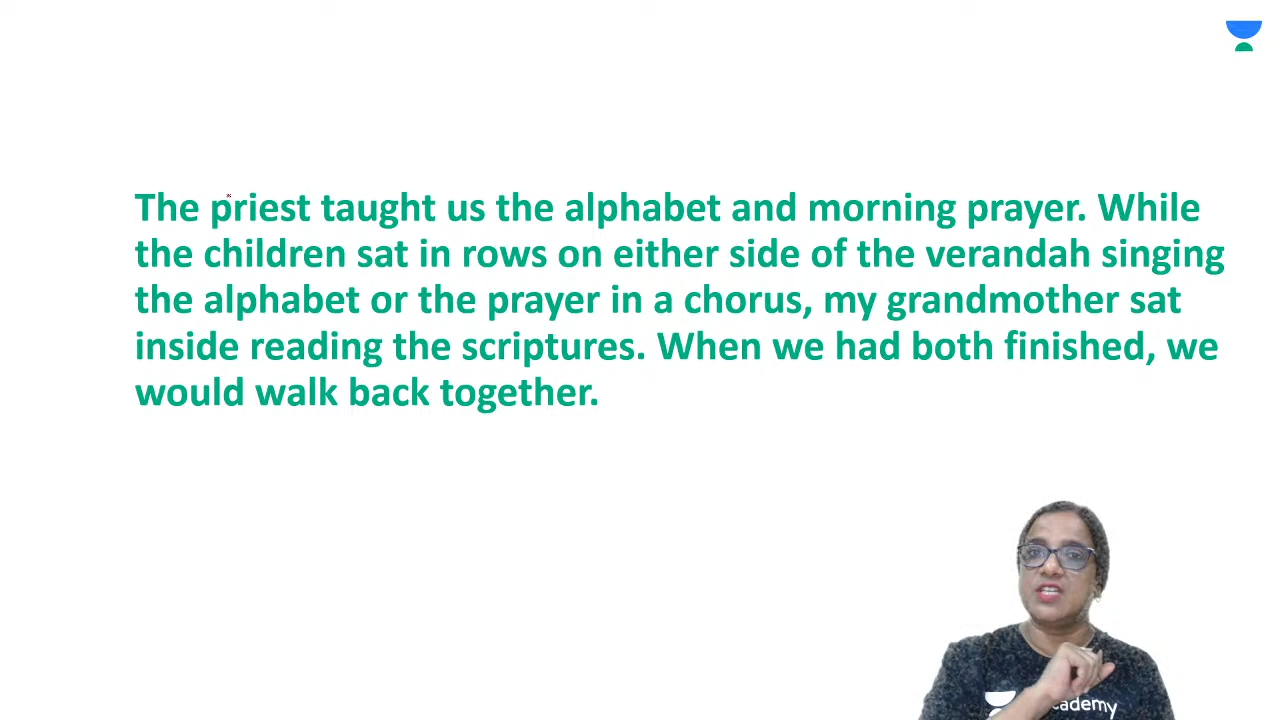 The priest taught us the alphabet and morning prayer. While
the children sat in rows on either side of the verandah singing
the alphabet or the prayer in a chorus, my grandmother sat
inside reading the scriptures. When we had both finished, we
would walk back together.
cademy